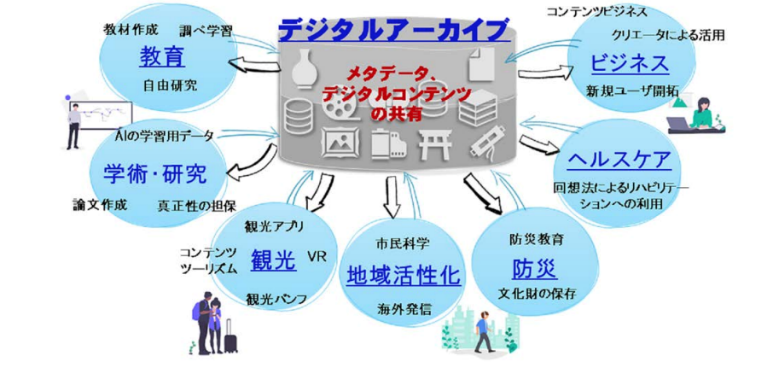 デジタルアーカイブ
メタデータ、
デジタルコンテンツ
の共有
教材作成 調べ学習
教育
自由研究
AIの学習用データ
学術・研究
論文作成 真正性の担保
観光アプリ
コンテンツ
ツーリズム
観光
VR
観光パンフ
市民科学
地域活性化
海外発信
防災教育
防災
文化財の保存
ヘルスケア
回想法によるリハビリテー
ションへの利用
コンテンツビジネス
クリエータによる活用
ビジネス
新規ユーザ開拓